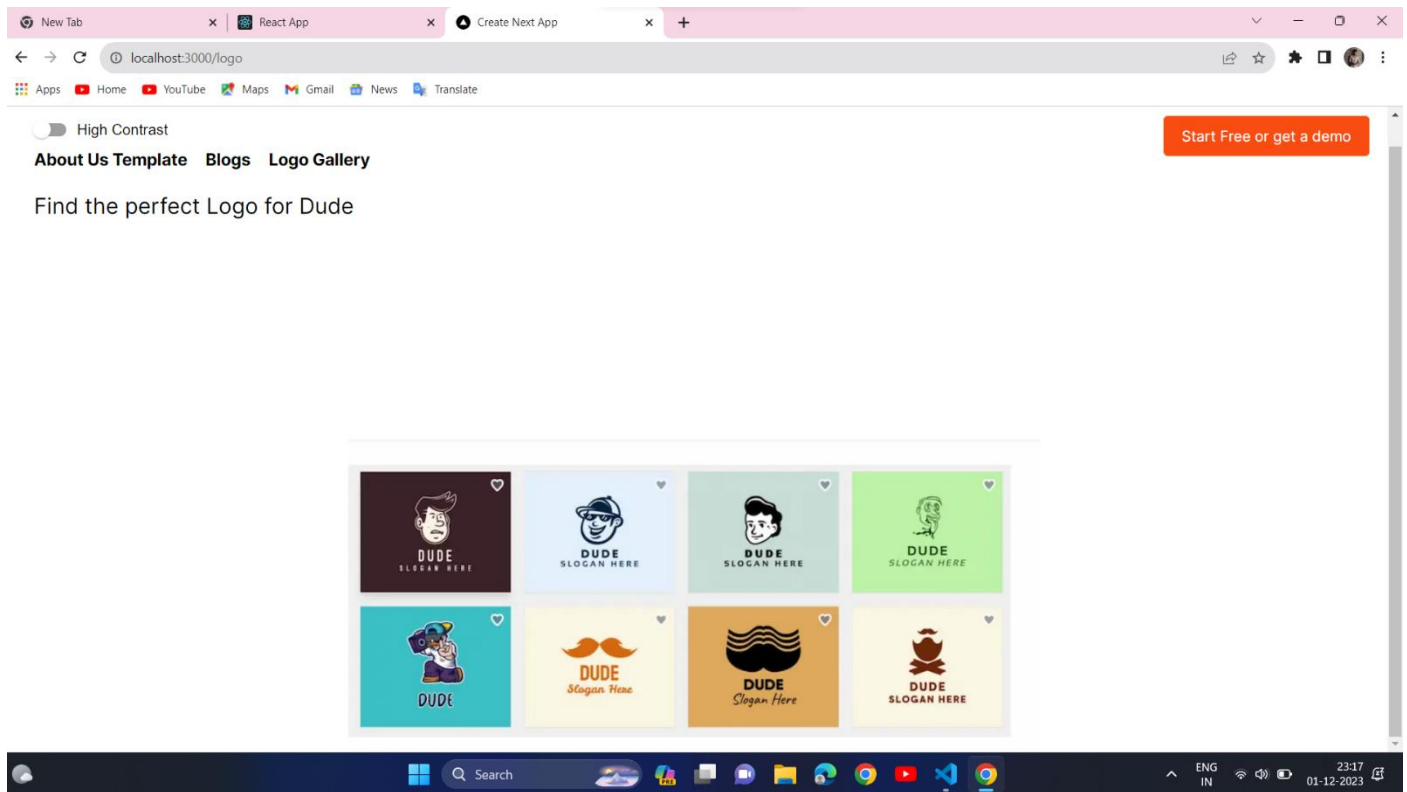 New Tab React App Create Next App
localhost:3000/logo
Apps Home YouTube Maps Gmail News Translate
High Contrast
Start Free or get a demo
About Us Template Blogs Logo Gallery
Find the perfect Logo for Dude
DUDE
SLOGAN HERE
DUDE
SLOGAN HERE
DUDE
SLOGAN HERE
DUDE
SLOGAN HERE
DUDE
DUDE
Slogan Here
DUDE
Slogan Here
DUDE
SLOGAN HERE
Search
PRE
ENG
IN
23:17
01-12-2023